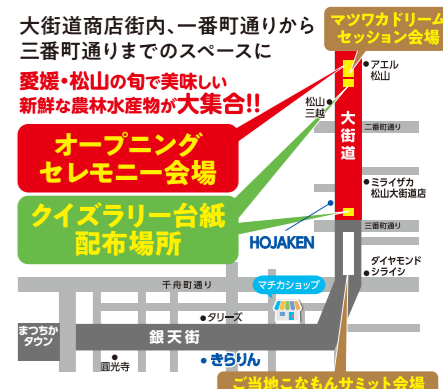 大街道商店街内、一番町通りから
三番町通りまでのスペースに
愛媛・松山の旬で美味しい
新鮮な農林水産物が大集合!!
マツワカドリーム
セッション会場
オープニング
セレモニー会場
クイズラリー台紙
配布場所
アエル
松山
松山
三越
大街道
二番町通り
ミライザカ
松山大街道店
三番町通り
HOJAKEN
ダイヤモンド
シライシ
千舟町通り
マチカショップ
タリーズ
まつちか
タウン
銀天街
圓光寺
きらりん
ご当地こなもんサミット会場